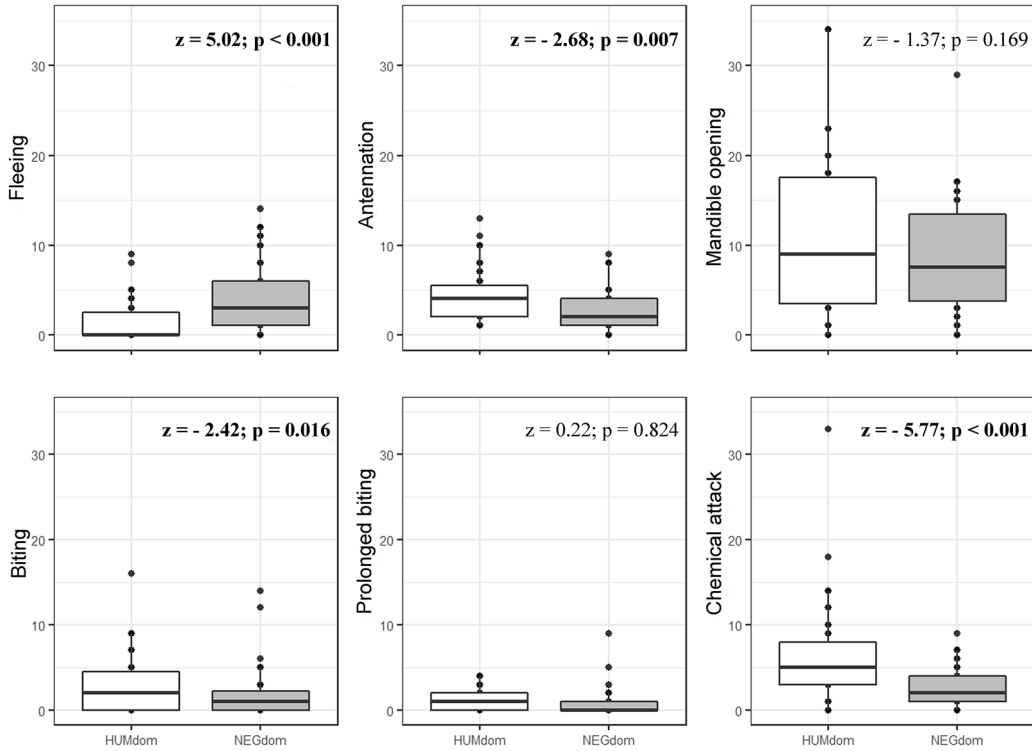 z = 5.02; p < 0.001
z = - 2.68; p = 0.007
z = - 1.37; p = 0.169
Fleeing
30
20
10
0
Antennation
30
20
10
0
Mandible opening
30
20
10
0
z = - 2.42; p = 0.016
z = 0.22; p = 0.824
z = - 5.77; p < 0.001
Biting
30
20
10
0
Prolonged biting
30
20
10
0
Chemical attack
30
20
10
0
HUMdom NEGdom
HUMdom NEGdom
HUMdom NEGdom